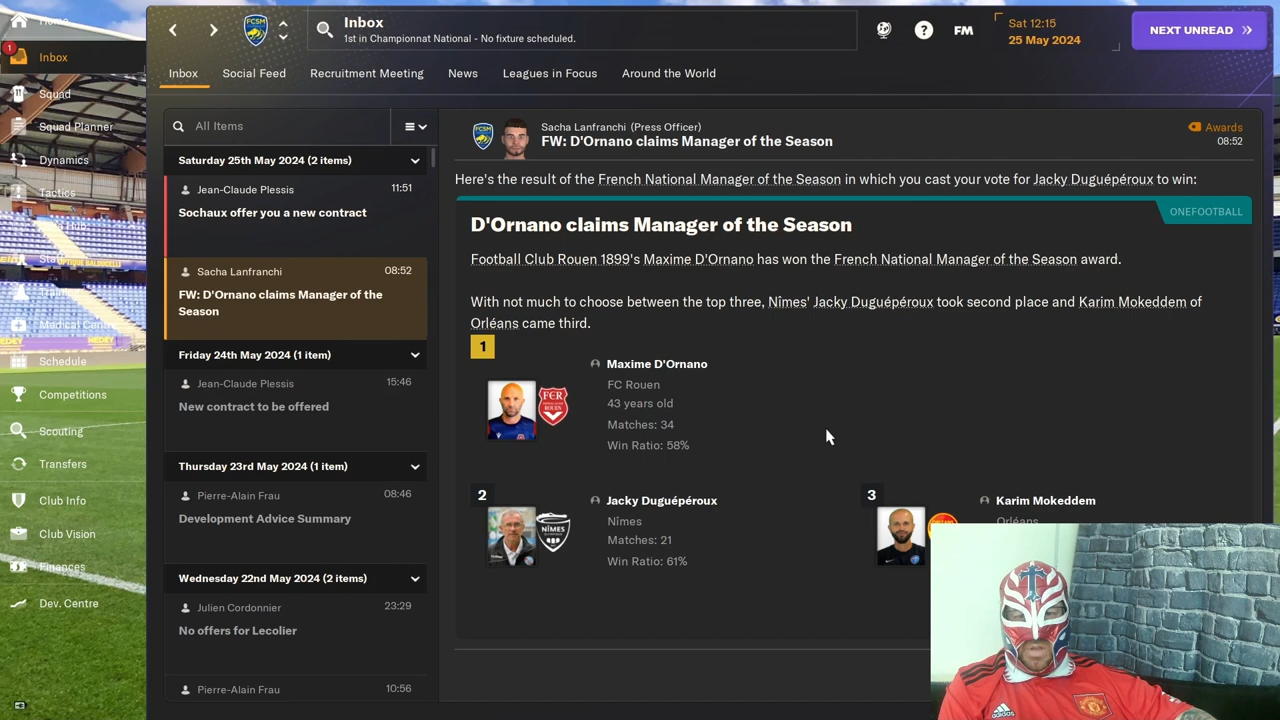 Home
1
Inbox
Squad
Squad Planner
Dynamics
Tactics
Medical Centre
Schedule
Competitions
Scouting
Transfers
Club Info
Club Vision
Finances
Dev. Centre
FCSM
Inbox
1st in Championnat National - No fixture scheduled.
?
FM
Sat 12:15
25 May 2024
NEXT UNREAD
Inbox
Social Feed
Recruitment Meeting
News
Leagues in Focus
Around the World
All Items
Saturday 25th May 2024 (2 items)
Jean-Claude Plessis
11:51
Sochaux offer you a new contract
Sacha Lanfranchi
08:52
FW: D'Ornano claims Manager of the
Season
Friday 24th May 2024 (1 item)
Jean-Claude Plessis
15:46
New contract to be offered
Thursday 23rd May 2024 (1 item)
Pierre-Alain Frau
08:46
Development Advice Summary
Wednesday 22nd May 2024 (2 items)
Julien Cordonnier
23:29
No offers for Lecolier
Pierre-Alain Frau
10:56
FCSM
Sacha Lanfranchi (Press Officer)
FW: D'Ornano claims Manager of the Season
Awards
08:52
Here's the result of the French National Manager of the Season in which you cast your vote for Jacky Duguépéroux to win:
ONEFOOTBALL
D'Ornano claims Manager of the Season
Football Club Rouen 1899's Maxime D'Ornano has won the French National Manager of the Season award.
With not much to choose between the top three, Nîmes' Jacky Duguépéroux took second place and Karim Mokeddem of
Orléans came third.
1
Maxime D'Ornano
FC Rouen
43 years old
Matches: 34
Win Ratio: 58%
FCR
2
Jacky Duguépéroux
Nîmes
Matches: 21
Win Ratio: 61%
NÎMES
3
Karim Mokeddem
Orléans
adidas